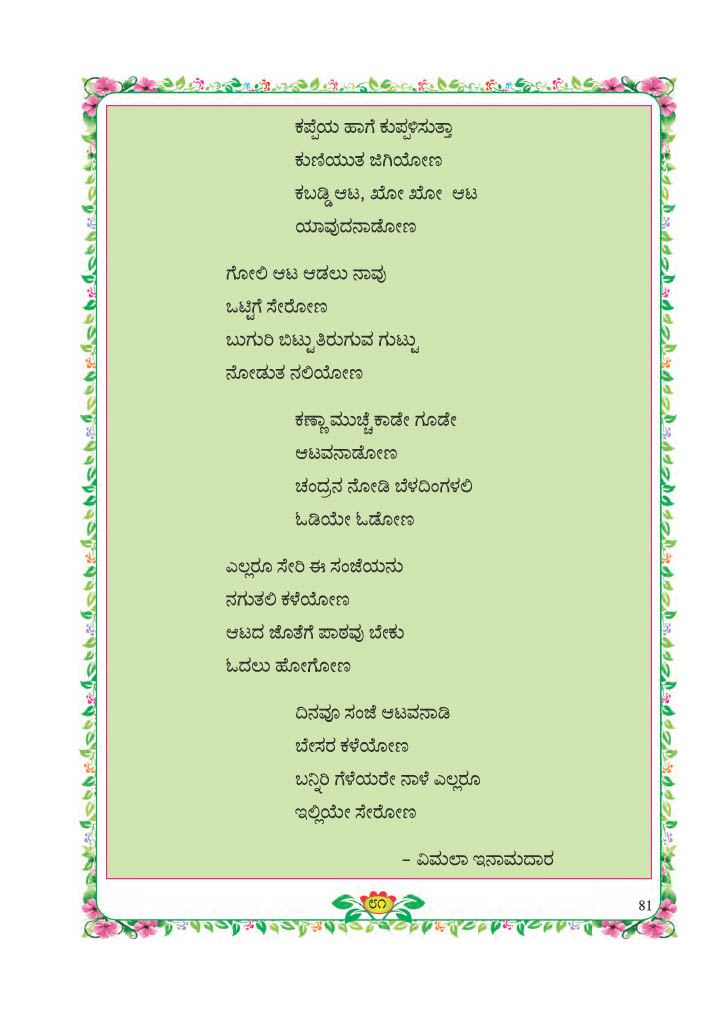 ಕಪ್ಪೆಯ ಹಾಗೆ ಕುಪ್ಪಳಿಸುತ್ತಾ
ಕುಣಿಯುತ ಜಿಗಿಯೋಣ
ಕಬಡ್ಡಿ ಆಟ, ಖೋ ಖೋ ಆಟ
ಯಾವುದನಾಡೋಣ
ಗೋಲಿ ಆಟ ಆಡಲು ನಾವು
ಒಟ್ಟಿಗೆ ಸೇರೋಣ
ಬುಗುರಿ ಬಿಟ್ಟು ತಿರುಗುವ ಗುಟ್ಟು
ನೋಡುತ ನಲಿಯೋಣ
ಕಣ್ಣಾ ಮುಚ್ಚೆ ಕಾಡೇ ಗೂಡೇ
ಆಟವನಾಡೋಣ
ಚಂದ್ರನ ನೋಡಿ ಬೆಳದಿಂಗಳಲಿ
ಓಡಿಯೇ ಓಡೋಣ
ಎಲ್ಲರೂ ಸೇರಿ ಈ ಸಂಜೆಯನು
ನಗುತಲಿ ಕಳೆಯೋಣ
ಆಟದ ಜೊತೆಗೆ ಪಾಠವು ಬೇಕು
ಓದಲು ಹೋಗೋಣ
ದಿನವೂ ಸಂಜೆ ಆಟವನಾಡಿ
ಬೇಸರ ಕಳೆಯೋಣ
ಬನ್ನಿರಿ ಗೆಳೆಯರೇ ನಾಳೆ ಎಲ್ಲರೂ
ಇಲ್ಲಿಯೇ ಸೇರೋಣ
– ವಿಮಲಾ ಇನಾಮದಾರ
೮೧
81